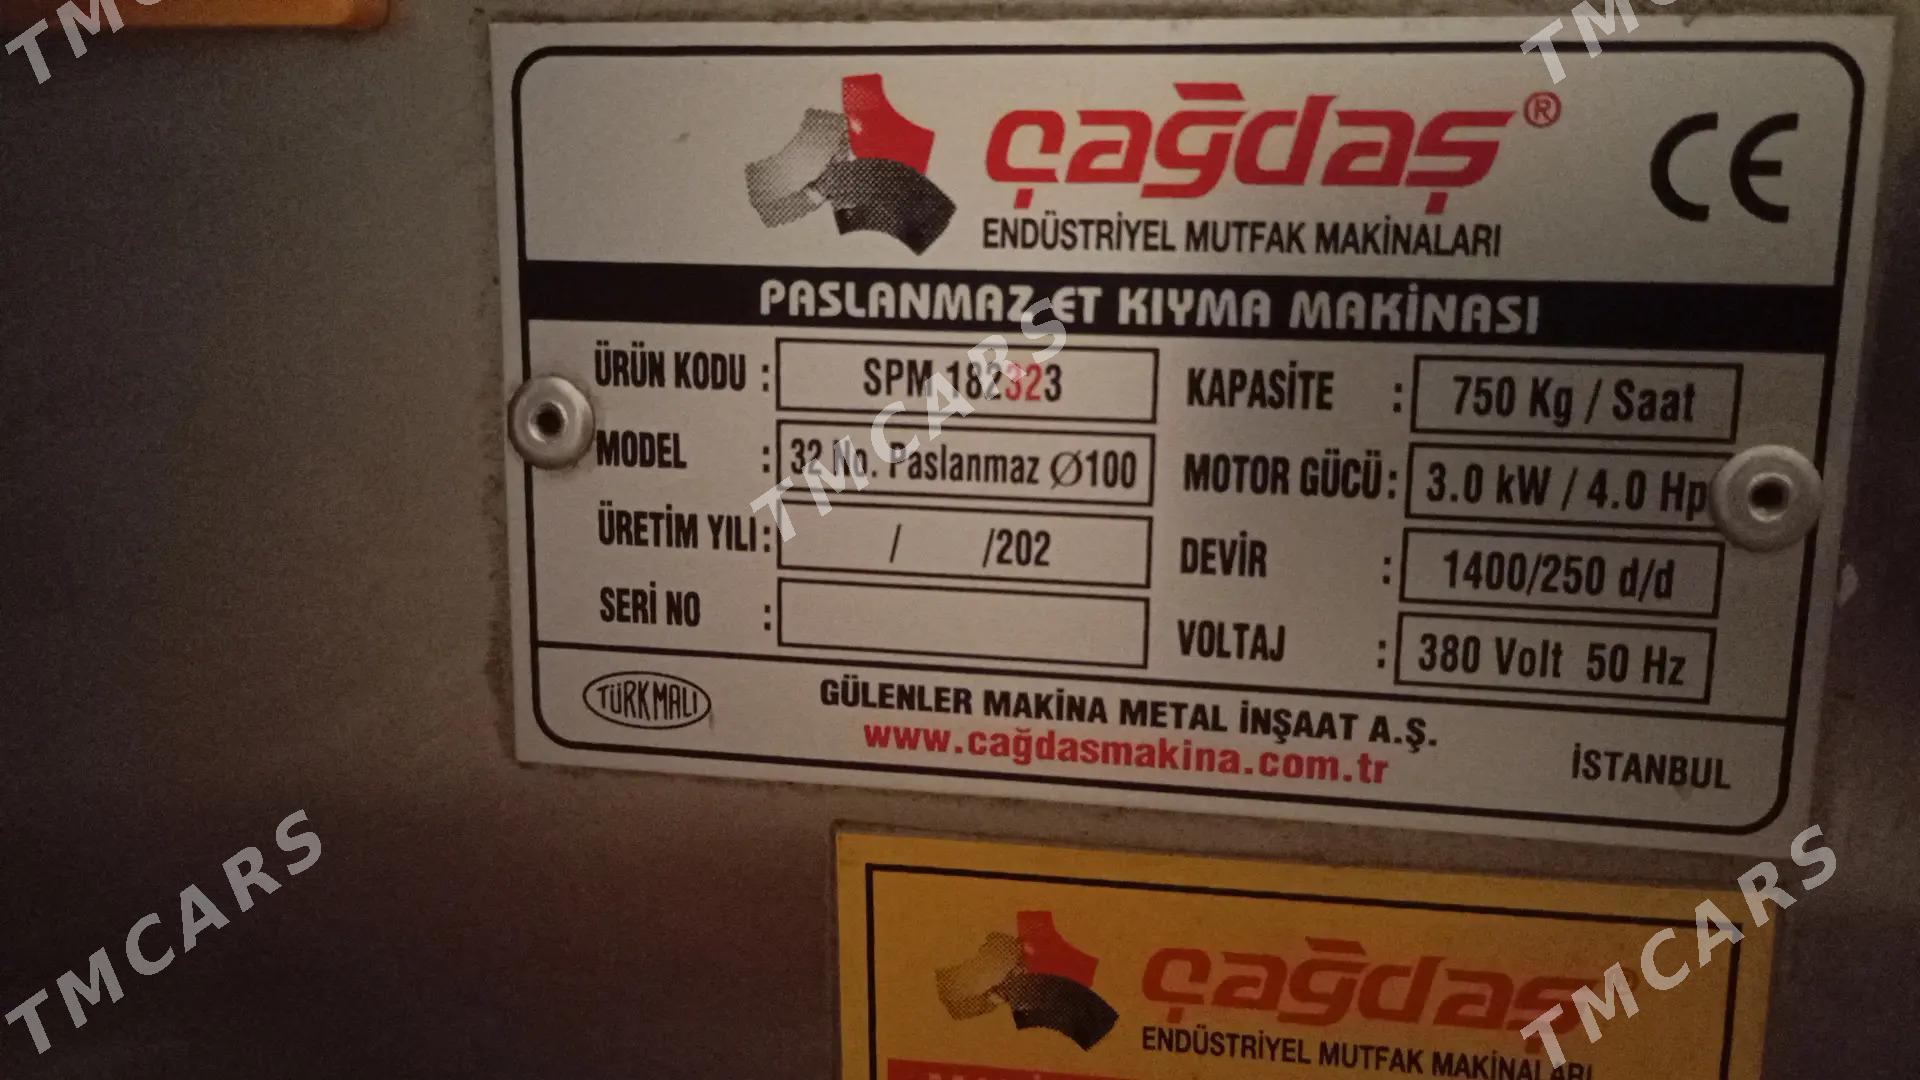 çağdaş®
CE
ENDÜSTRİYEL MUTFAK MAKİNALARI
PASLANMAZ ET KIYMA MAKİNASI
ÜRÜN KODU : SPM 182323
MODEL : 32 No. Paslanmaz Ø100
ÜRETİM YILI : / /202
SERİ NO :
KAPASİTE : 750 Kg / Saat
MOTOR GÜCÜ : 3.0 kW / 4.0 Hp
DEVİR : 1400/250 d/d
VOLTAJ : 380 Volt 50 Hz
TÜRK MALI
GÜLENLER MAKİNA METAL İNŞAAT A.Ş.
www.cağdasmakina.com.tr
İSTANBUL
çağdaş
ENDÜSTRİYEL MUTFAK MAKİNALARI
TMCARS
TMCARS
TMCARS